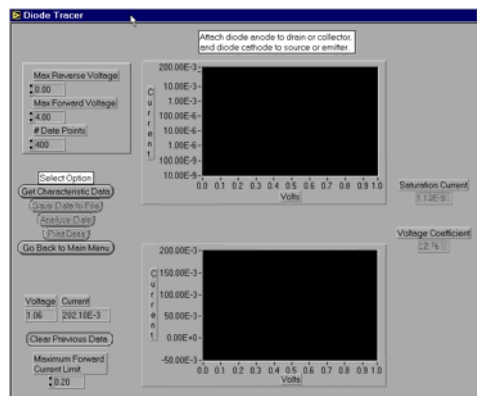 Diode Tracer
Attach diode anode to drain or collector,
and diode cathode to source or emitter.
Max Reverse Voltage
0.00
Max Forward Voltage
4.00
# Date Points
400
Select Option
Get Characteristic Data
Save Data to File
Analyze Data
Print Data
Go Back to Main Menu
Voltage Current
1.06 202.10E-3
Clear Previous Data
Maximum Forward
Current Limit
0.20
Current
200.00E-3
10.00E-3
1.00E-3
100.00E-6
10.00E-6
1.00E-6
100.00E-9
10.00E-9
0.0 0.1 0.2 0.3 0.4 0.5 0.6 0.7 0.8 0.9 1.0
Volts
Saturation Current
Voltage Coefficient
Current
200.00E-3
150.00E-3
100.00E-3
50.00E-3
0.00E+0
-50.00E-3
0.0 0.1 0.2 0.3 0.4 0.5 0.6 0.7 0.8 0.9 1.0
Volts